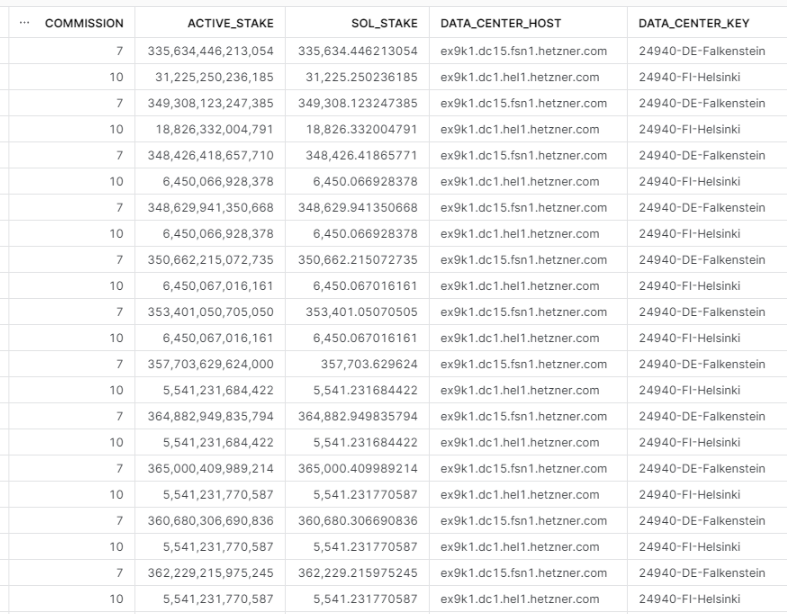 ... COMMISSION ACTIVE_STAKE SOL_STAKE DATA_CENTER_HOST DATA_CENTER_KEY
7 335,634,446,213,054 335,634.446213054 ex9k1.dc15.fsn1.hetzner.com 24940-DE-Falkenstein
10 31,225,250,236,185 31,225.250236185 ex9k1.dc1.hel1.hetzner.com 24940-FI-Helsinki
7 349,308,123,247,385 349,308.123247385 ex9k1.dc15.fsn1.hetzner.com 24940-DE-Falkenstein
10 18,826,332,004,791 18,826.332004791 ex9k1.dc1.hel1.hetzner.com 24940-FI-Helsinki
7 348,426,418,657,710 348,426.41865771 ex9k1.dc15.fsn1.hetzner.com 24940-DE-Falkenstein
10 6,450,066,928,378 6,450.066928378 ex9k1.dc1.hel1.hetzner.com 24940-FI-Helsinki
7 348,629,941,350,668 348,629.941350668 ex9k1.dc15.fsn1.hetzner.com 24940-DE-Falkenstein
10 6,450,066,928,378 6,450.066928378 ex9k1.dc1.hel1.hetzner.com 24940-FI-Helsinki
7 350,662,215,072,735 350,662.215072735 ex9k1.dc15.fsn1.hetzner.com 24940-DE-Falkenstein
10 6,450,067,016,161 6,450.067016161 ex9k1.dc1.hel1.hetzner.com 24940-FI-Helsinki
7 353,401,050,705,050 353,401.05070505 ex9k1.dc15.fsn1.hetzner.com 24940-DE-Falkenstein
10 6,450,067,016,161 6,450.067016161 ex9k1.dc1.hel1.hetzner.com 24940-FI-Helsinki
7 357,703,629,624,000 357,703.629624 ex9k1.dc15.fsn1.hetzner.com 24940-DE-Falkenstein
10 5,541,231,684,422 5,541.231684422 ex9k1.dc1.hel1.hetzner.com 24940-FI-Helsinki
7 364,882,949,835,794 364,882.949835794 ex9k1.dc15.fsn1.hetzner.com 24940-DE-Falkenstein
10 5,541,231,684,422 5,541.231684422 ex9k1.dc1.hel1.hetzner.com 24940-FI-Helsinki
7 365,000,409,989,214 365,000.409989214 ex9k1.dc15.fsn1.hetzner.com 24940-DE-Falkenstein
10 5,541,231,770,587 5,541.231770587 ex9k1.dc1.hel1.hetzner.com 24940-FI-Helsinki
7 360,680,306,690,836 360,680.306690836 ex9k1.dc15.fsn1.hetzner.com 24940-DE-Falkenstein
10 5,541,231,770,587 5,541.231770587 ex9k1.dc1.hel1.hetzner.com 24940-FI-Helsinki
7 362,229,215,975,245 362,229.215975245 ex9k1.dc15.fsn1.hetzner.com 24940-DE-Falkenstein
10 5,541,231,770,587 5,541.231770587 ex9k1.dc1.hel1.hetzner.com 24940-FI-Helsinki